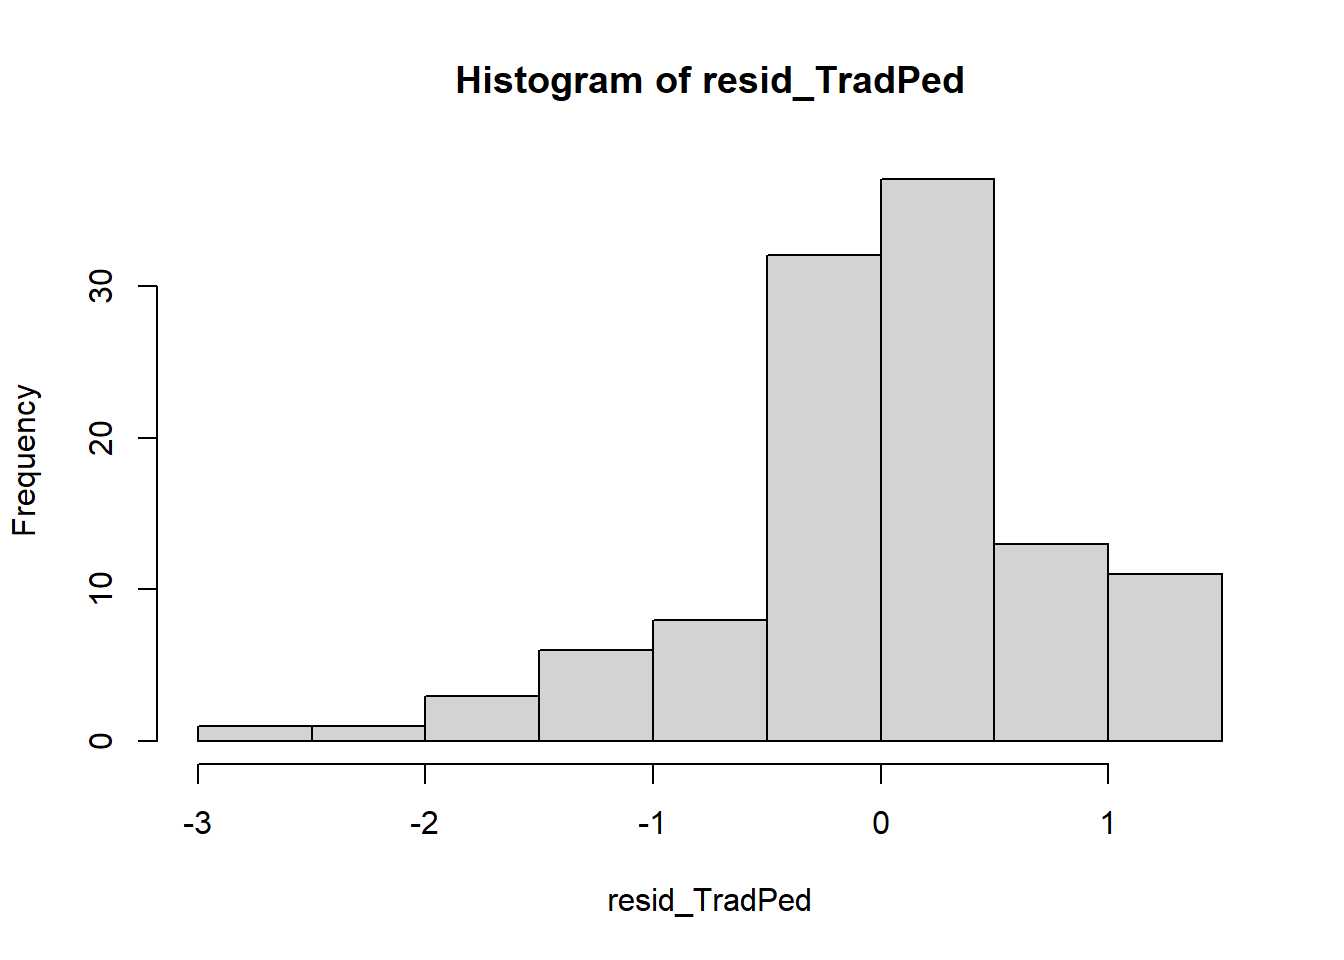 Histogram of resid_TradPed
Frequency
30
20
10
0
-3 -2 -1 0 1
resid_TradPed